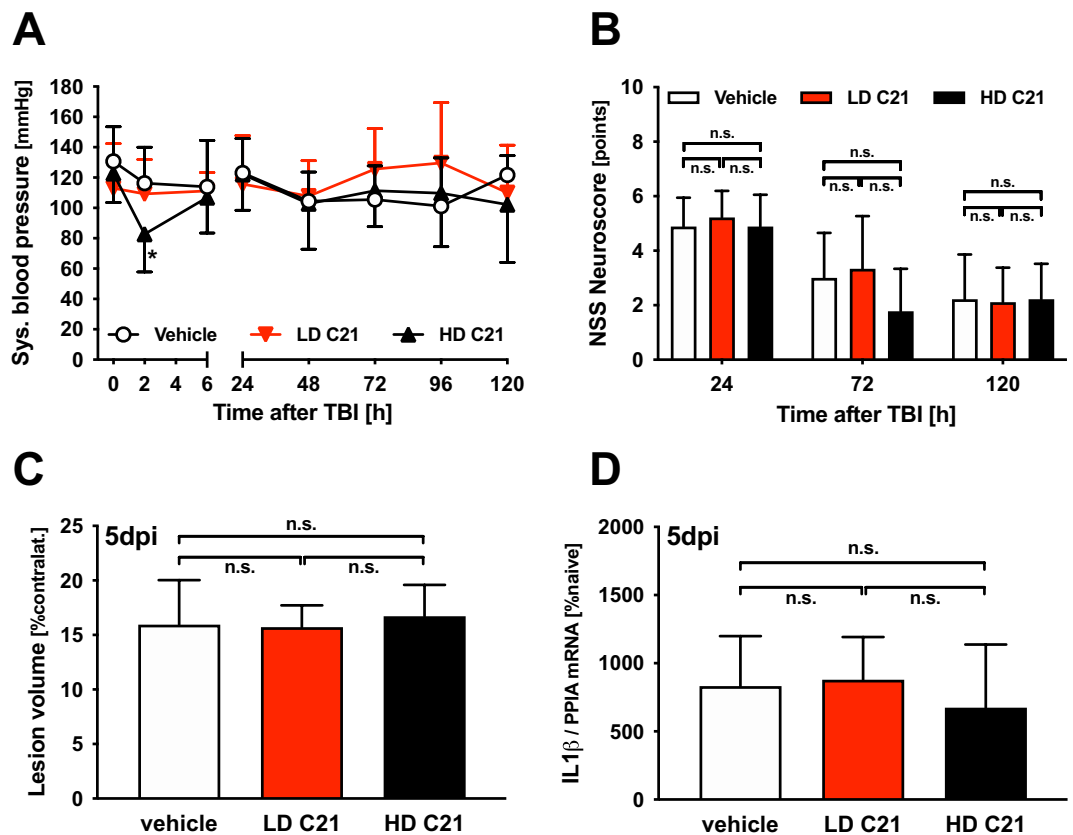 A
Sys. blood pressure [mmHg]
180
160
140
120
100
80
60
40
20
0
*
Vehicle LD C21 HD C21
0 2 4 6 24 48 72 96 120
Time after TBI [h]
B
NSS Neuroscore [points]
10
8
6
4
2
0
Vehicle LD C21 HD C21
n.s.
n.s. n.s.
n.s.
n.s. n.s.
n.s.
n.s. n.s.
24 72 120
Time after TBI [h]
C
Lesion volume [%contralat.]
25
20
15
10
5
0
5dpi
n.s.
n.s. n.s.
vehicle LD C21 HD C21
D
IL1β / PPIA mRNA [%naive]
2000
1500
1000
500
0
5dpi
n.s.
n.s. n.s.
vehicle LD C21 HD C21